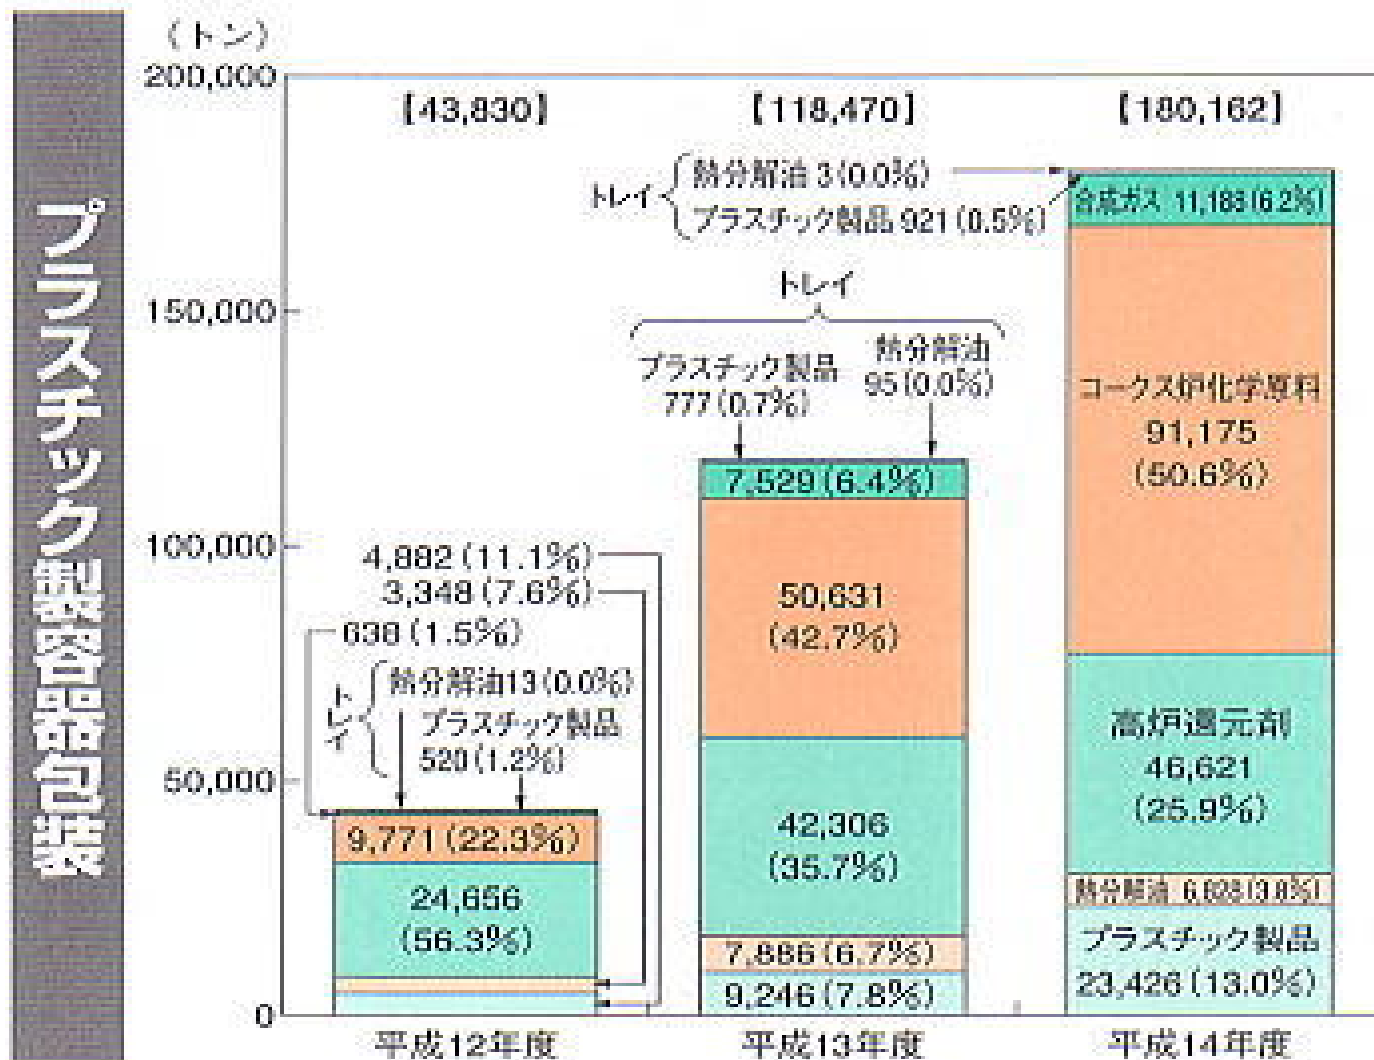 プラスチック製容器包装
(トン)
200,000
150,000
100,000
50,000
0
【43,830】
【118,470】
【180,162】
トレイ
熱分解油 3(0.0%)
プラスチック製品 921(0.5%)
合成ガス 11,188(6.2%)
コークス炉化学原料
91,175
(50.6%)
高炉還元剤
46,621
(25.9%)
熱分解油
(3.8%)
プラスチック製品
23,426(13.0%)
トレイ
プラスチック製品
777(0.7%)
熱分解油
95(0.0%)
7,529(6.4%)
50,631
(42.7%)
42,306
(35.7%)
7,886(6.7%)
9,246(7.8%)
4,882(11.1%)
3,348(7.6%)
638(1.5%)
トレイ
熱分解油13(0.0%)
プラスチック製品
520(1.2%)
9,771(22.3%)
24,656
(56.3%)
平成12年度
平成13年度
平成14年度